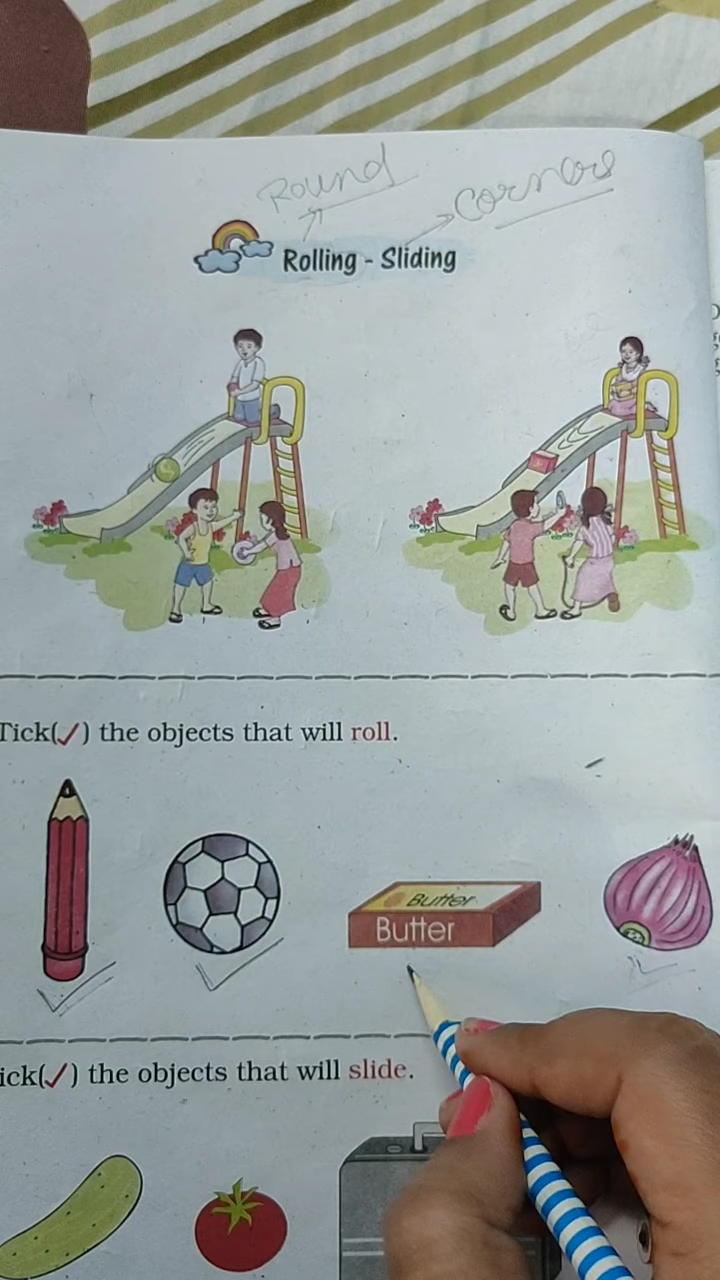 Round
Corners
Rolling - Sliding
Tick(✓) the objects that will roll.
Butter
Butter
ick(✓) the objects that will slide.